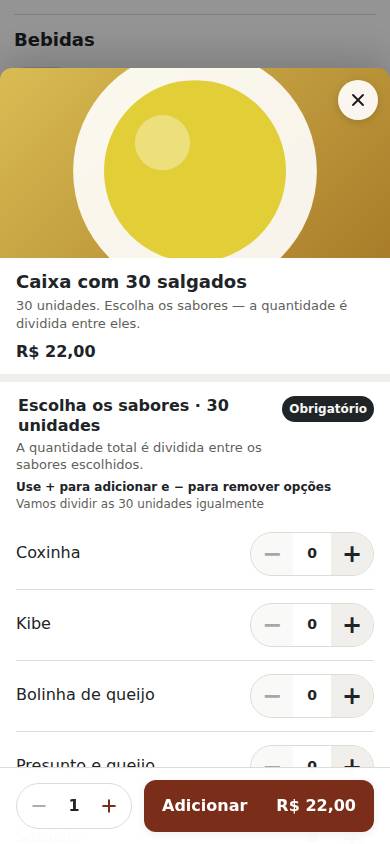 Bebidas
Caixa com 30 salgados
30 unidades. Escolha os sabores — a quantidade é
dividida entre eles.
R$ 22,00
Escolha os sabores · 30
unidades
Obrigatório
A quantidade total é dividida entre os
sabores escolhidos.
Use + para adicionar e − para remover opções
Vamos dividir as 30 unidades igualmente
Coxinha
− 0 +
Kibe
− 0 +
Bolinha de queijo
− 0 +
Presunto e queijo
− 0 +
− 1 +
Adicionar R$ 22,00